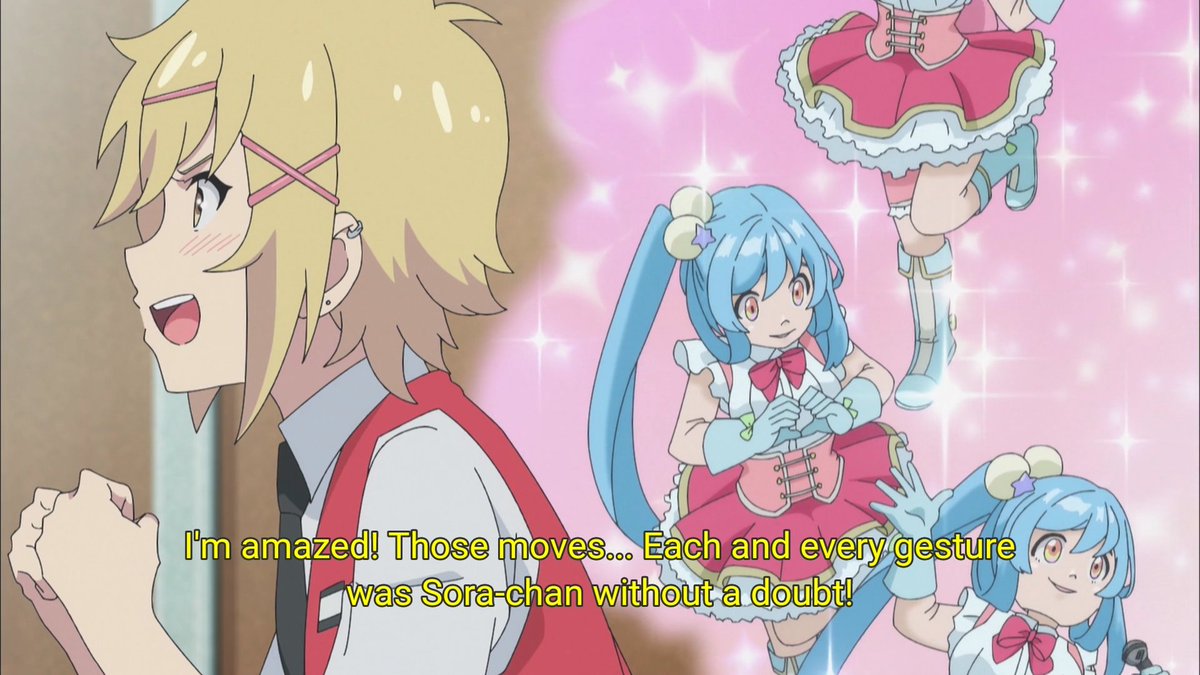 I'm amazed! Those moves... Each and every gesture
was Sora-chan without a doubt!